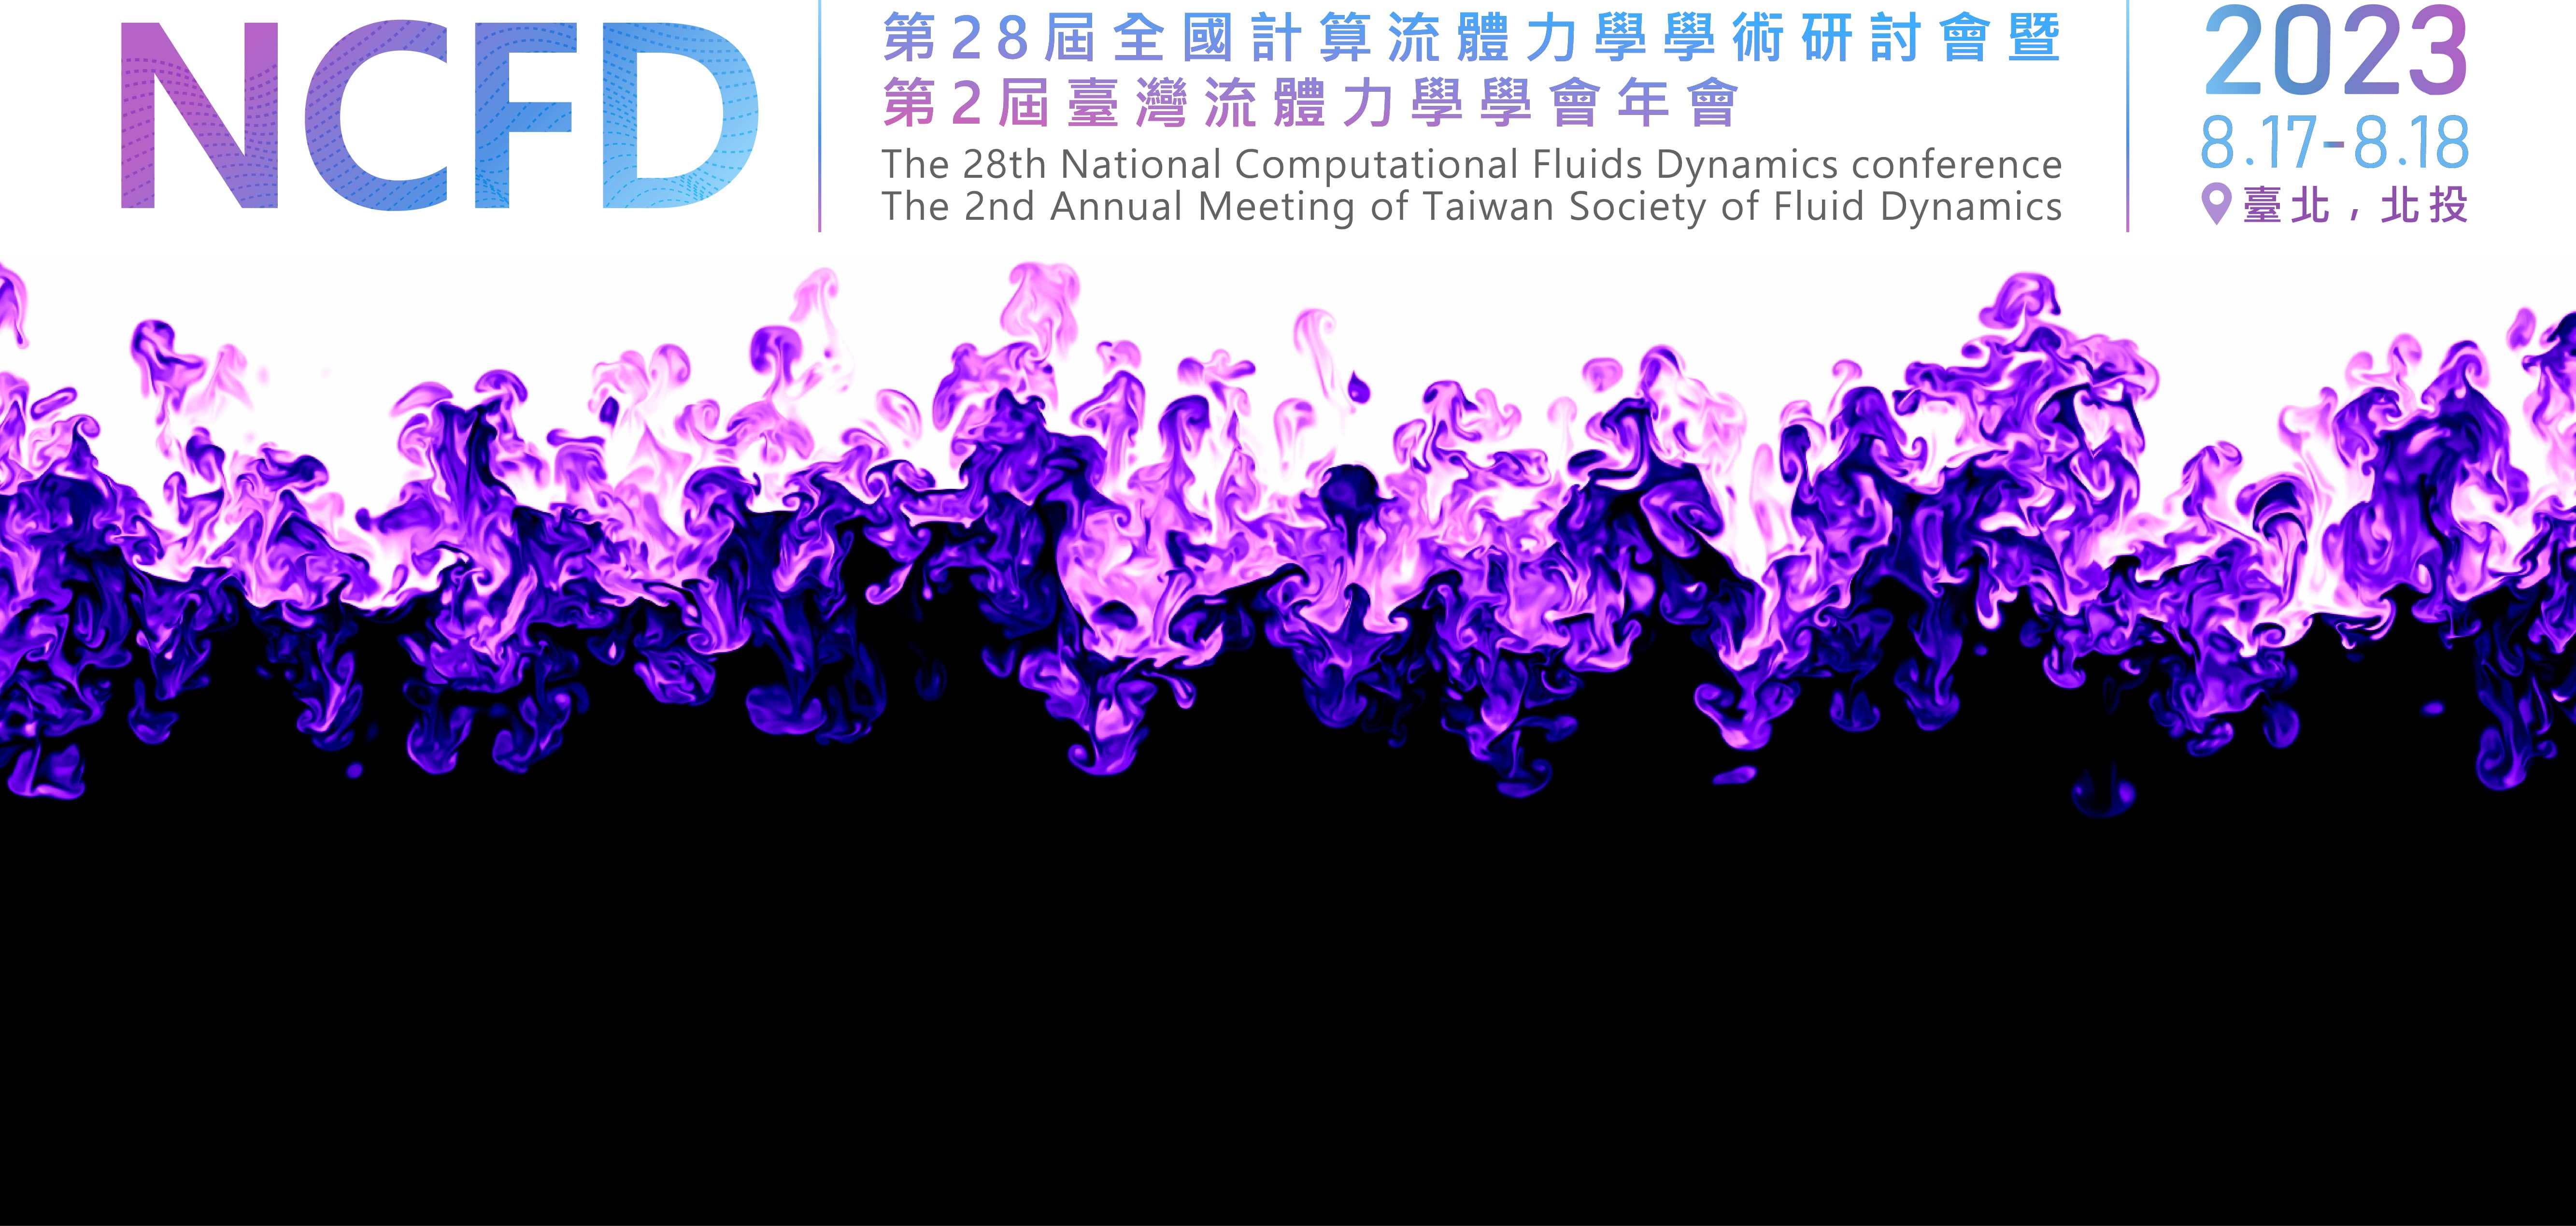 NCFD
第28屆全國計算流體力學學術研討會暨
第2屆臺灣流體力學學會年會
The 28th National Computational Fluids Dynamics conference
The 2nd Annual Meeting of Taiwan Society of Fluid Dynamics
2023
8.17-8.18
臺北，北投